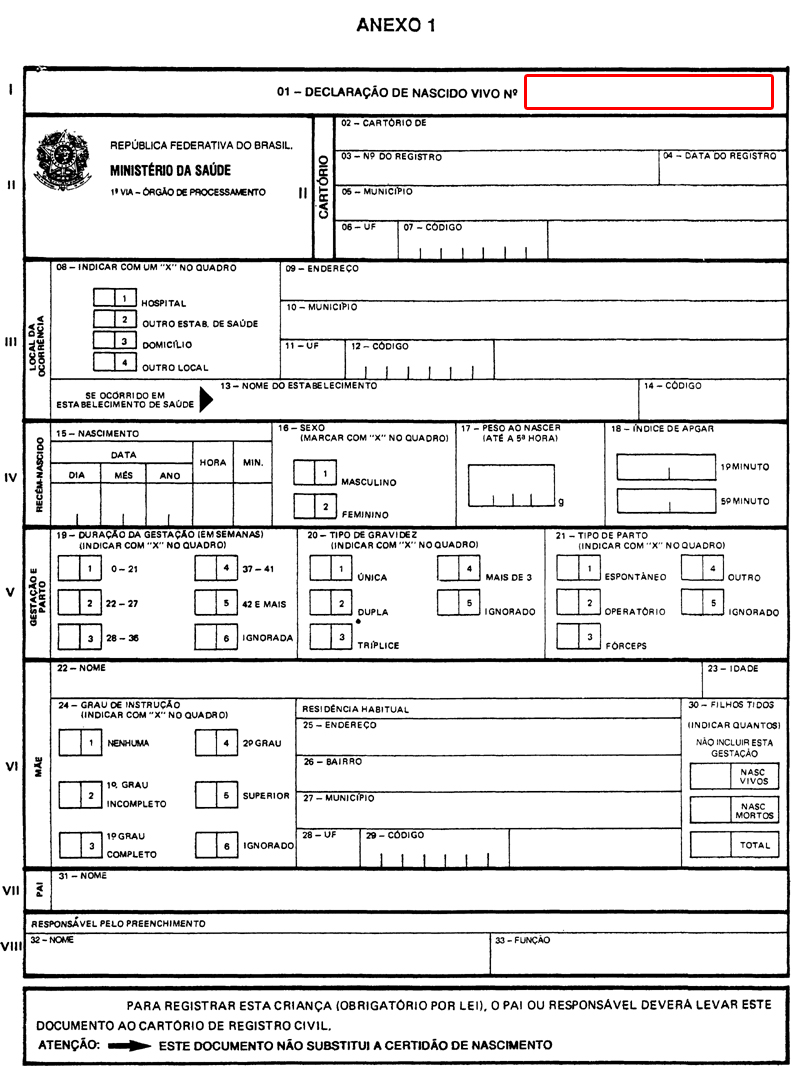 ANEXO 1
I
01 – DECLARAÇÃO DE NASCIDO VIVO Nº
II
REPÚBLICA FEDERATIVA DO BRASIL.
MINISTÉRIO DA SAÚDE
1ª VIA – ÓRGÃO DE PROCESSAMENTO
II
CARTÓRIO
02 – CARTÓRIO DE
03 – Nº DO REGISTRO
04 – DATA DO REGISTRO
05 – MUNICÍPIO
06 – UF
07 – CÓDIGO
III
LOCAL DA
OCORRÊNCIA
08 – INDICAR COM UM "X" NO QUADRO
1 HOSPITAL
2 OUTRO ESTAB. DE SAÚDE
3 DOMICÍLIO
4 OUTRO LOCAL
09 – ENDEREÇO
10 – MUNICÍPIO
11 – UF
12 – CÓDIGO
SE OCORRIDO EM
ESTABELECIMENTO DE SAÚDE
13 – NOME DO ESTABELECIMENTO
14 – CÓDIGO
IV
RECÉM-NASCIDO
15 – NASCIMENTO
DATA
HORA
MIN.
DIA
MÊS
ANO
16 – SEXO
(MARCAR COM "X" NO QUADRO)
1 MASCULINO
2 FEMININO
17 – PESO AO NASCER
(ATÉ A 5ª HORA)
g
18 – ÍNDICE DE APGAR
1º MINUTO
5º MINUTO
V
GESTAÇÃO E
PARTO
19 – DURAÇÃO DA GESTAÇÃO (EM SEMANAS)
(INDICAR COM "X" NO QUADRO)
1 0 – 21
4 37 – 41
2 22 – 27
5 42 E MAIS
3 28 – 36
6 IGNORADA
20 – TIPO DE GRAVIDEZ
(INDICAR COM "X" NO QUADRO)
1 ÚNICA
4 MAIS DE 3
2 DUPLA
5 IGNORADO
3 TRÍPLICE
21 – TIPO DE PARTO
(INDICAR COM "X" NO QUADRO)
1 ESPONTÂNEO
4 OUTRO
2 OPERATÓRIO
5 IGNORADO
3 FÓRCEPS
VI
MÃE
22 – NOME
23 – IDADE
24 – GRAU DE INSTRUÇÃO
(INDICAR COM "X" NO QUADRO)
1 NENHUMA
4 2º GRAU
2 1º. GRAU
INCOMPLETO
5 SUPERIOR
3 1º GRAU
COMPLETO
6 IGNORADO
RESIDÊNCIA HABITUAL
25 – ENDEREÇO
26 – BAIRRO
27 – MUNICÍPIO
28 – UF
29 – CÓDIGO
30 – FILHOS TIDOS
(INDICAR QUANTOS)
NÃO INCLUIR ESTA
GESTAÇÃO
NASC
VIVOS
NASC
MORTOS
TOTAL
VII
PAI
31 – NOME
VIII
RESPONSÁVEL PELO PREENCHIMENTO
32 – NOME
33 – FUNÇÃO
PARA REGISTRAR ESTA CRIANÇA (OBRIGATÓRIO POR LEI), O PAI OU RESPONSÁVEL DEVERÁ LEVAR ESTE
DOCUMENTO AO CARTÓRIO DE REGISTRO CIVIL.
ATENÇÃO: ESTE DOCUMENTO NÃO SUBSTITUI A CERTIDÃO DE NASCIMENTO